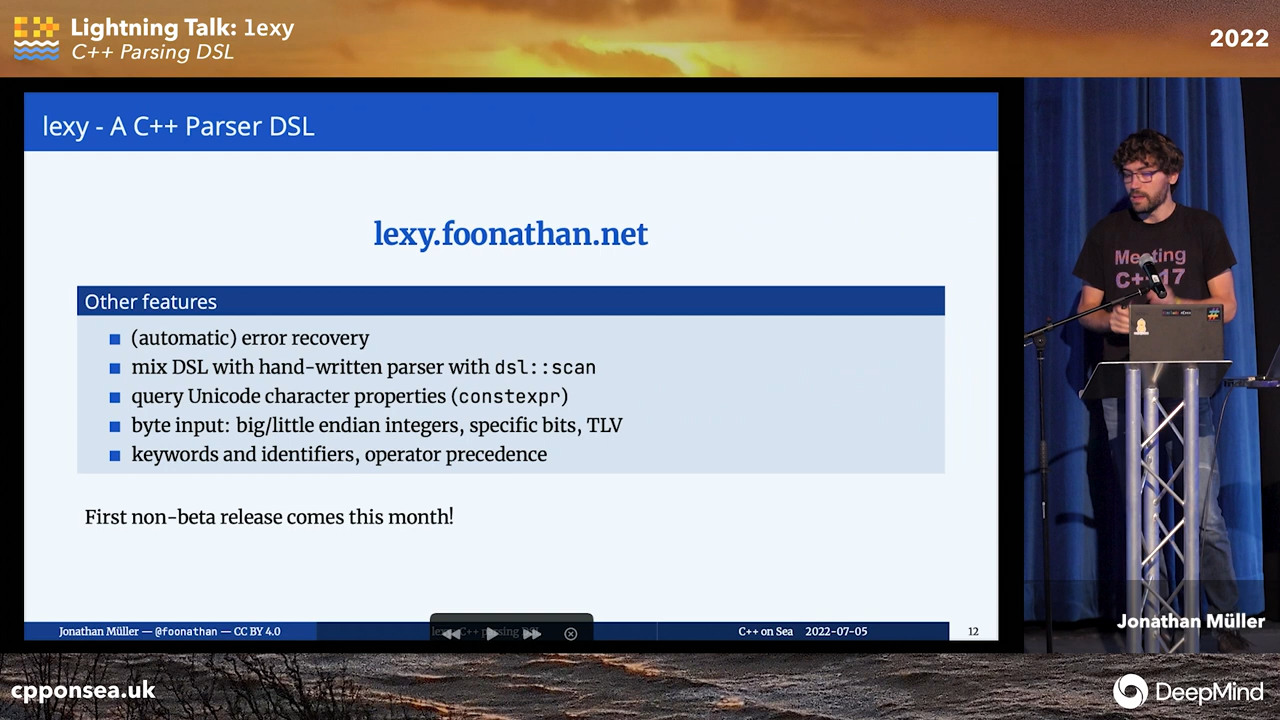 Lightning Talk: lexy
C++ Parsing DSL
2022
lexy - A C++ Parser DSL
lexy.foonathan.net
Other features
(automatic) error recovery
mix DSL with hand-written parser with dsl::scan
query Unicode character properties (constexpr)
byte input: big/little endian integers, specific bits, TLV
keywords and identifiers, operator precedence
First non-beta release comes this month!
Jonathan Müller — @foonathan — CC BY 4.0
lexy - C++ parsing DSL
C++ on Sea 2022-07-05
12
Meeting
C++17
Jonathan Müller
cpponsea.uk
DeepMind